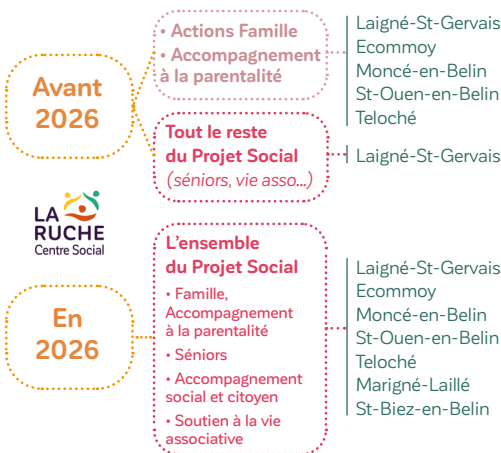 Avant
2026
• Actions Famille
• Accompagnement
à la parentalité
Laigné-St-Gervais
Ecommoy
Moncé-en-Belin
St-Ouen-en-Belin
Teloché
Tout le reste
du Projet Social
(séniors, vie asso...)
Laigné-St-Gervais
LA
RUCHE
Centre Social
En
2026
L'ensemble
du Projet Social
• Famille,
Accompagnement
à la parentalité
• Séniors
• Accompagnement
social et citoyen
• Soutien à la vie
associative
Laigné-St-Gervais
Ecommoy
Moncé-en-Belin
St-Ouen-en-Belin
Teloché
Marigné-Laillé
St-Biez-en-Belin